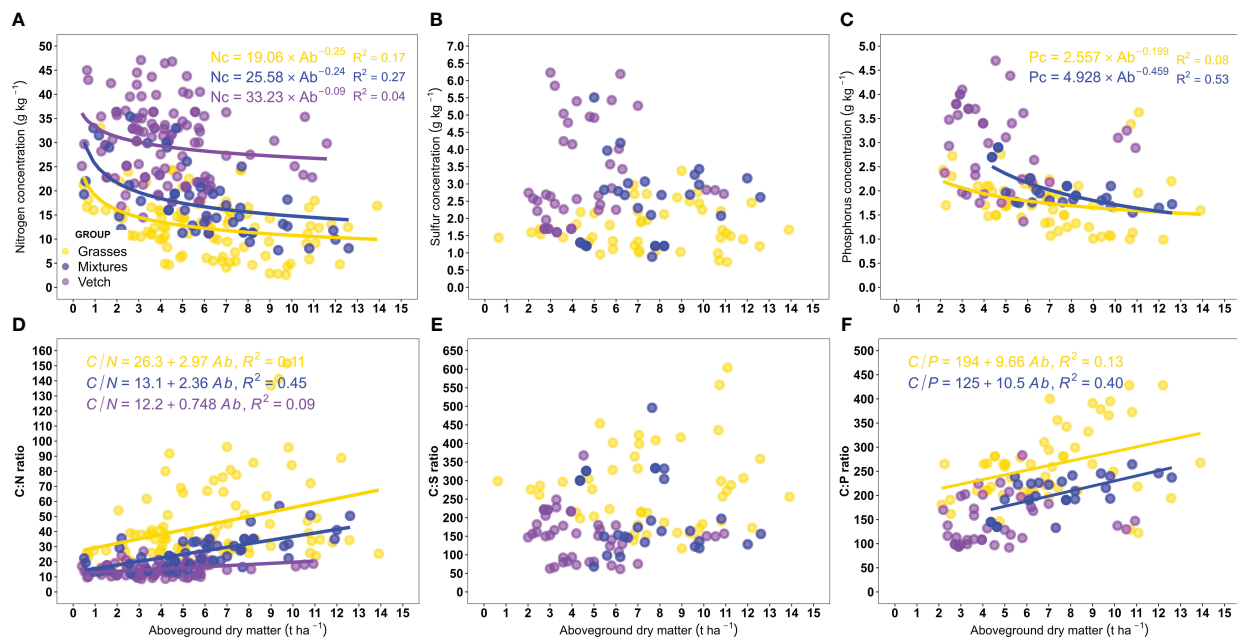 A
Nitrogen concentration (g kg⁻¹)
50
45
40
35
30
25
20
15
10
5
0
Nc = 19.06 × Ab^−0.25 R² = 0.17
Nc = 25.58 × Ab^−0.24 R² = 0.27
Nc = 33.23 × Ab^−0.09 R² = 0.04
GROUP
Grasses
Mixtures
Vetch
0 1 2 3 4 5 6 7 8 9 10 11 12 13 14 15
B
Sulfur concentration (g kg⁻¹)
7.0
6.5
6.0
5.5
5.0
4.5
4.0
3.5
3.0
2.5
2.0
1.5
1.0
0.5
0.0
0 1 2 3 4 5 6 7 8 9 10 11 12 13 14 15
C
Phosphorus concentration (g kg⁻¹)
5.0
4.5
4.0
3.5
3.0
2.5
2.0
1.5
1.0
0.5
0.0
Pc = 2.557 × Ab^−0.199 R² = 0.08
Pc = 4.928 × Ab^−0.459 R² = 0.53
0 1 2 3 4 5 6 7 8 9 10 11 12 13 14 15
D
C:N ratio
160
150
140
130
120
110
100
90
80
70
60
50
40
30
20
10
0
C/N = 26.3 + 2.97 Ab, R² = 0.11
C/N = 13.1 + 2.36 Ab, R² = 0.45
C/N = 12.2 + 0.748 Ab, R² = 0.09
0 1 2 3 4 5 6 7 8 9 10 11 12 13 14 15
Aboveground dry matter (t ha⁻¹)
E
C:S ratio
650
600
550
500
450
400
350
300
250
200
150
100
50
0
0 1 2 3 4 5 6 7 8 9 10 11 12 13 14 15
Aboveground dry matter (t ha⁻¹)
F
C:P ratio
500
450
400
350
300
250
200
150
100
50
0
C/P = 194 + 9.66 Ab, R² = 0.13
C/P = 125 + 10.5 Ab, R² = 0.40
0 1 2 3 4 5 6 7 8 9 10 11 12 13 14 15
Aboveground dry matter (t ha⁻¹)